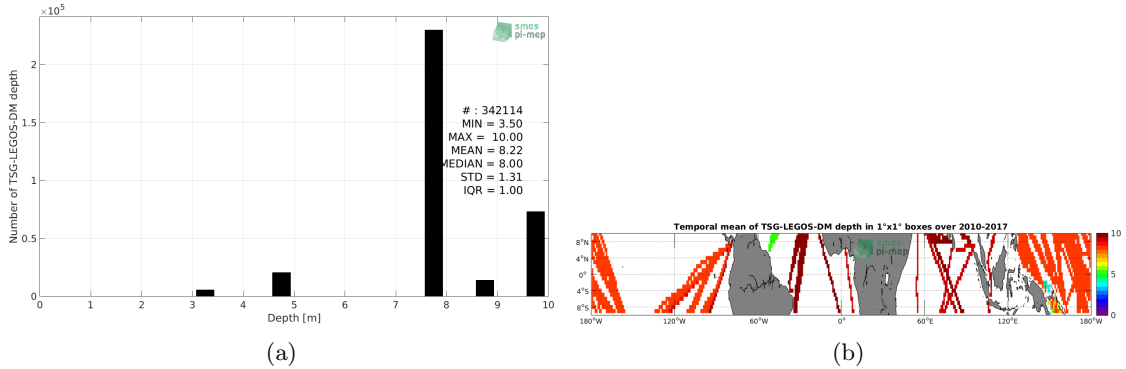 ×10^5
smos
pi-mep
2
1.5
1
0.5
0
Number of TSG-LEGOS-DM depth
# : 342114
MIN = 3.50
MAX = 10.00
MEAN = 8.22
MEDIAN = 8.00
STD = 1.31
IQR = 1.00
0 1 2 3 4 5 6 7 8 9 10
Depth [m]
(a)
Temporal mean of TSG-LEGOS-DM depth in 1°x1° boxes over 2010-2017
smos
pi-mep
8°N
4°N
0°
4°S
8°S
180°W 120°W 60°W 0° 60°E 120°E 180°W
10
5
0
(b)